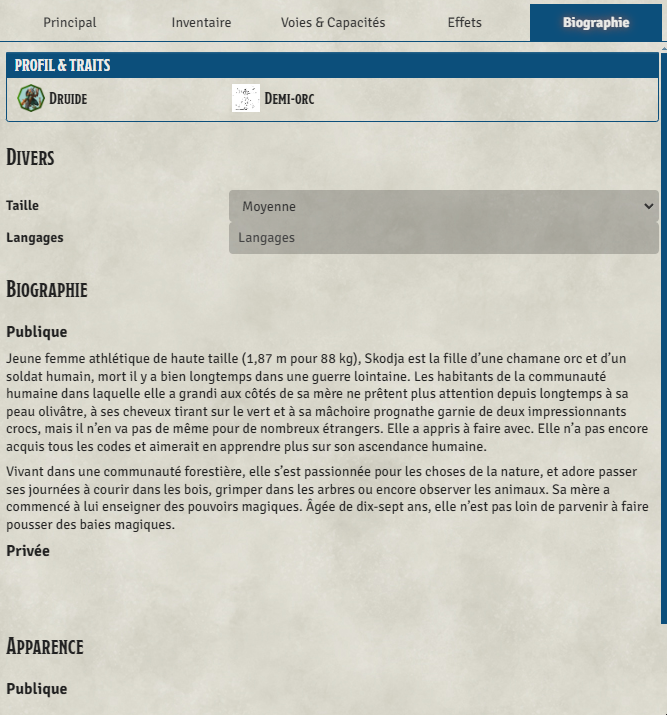 Principal Inventaire Voies & Capacités Effets Biographie
PROFIL & TRAITS
DRUIDE DEMI-ORC
DIVERS
Taille Moyenne
Langages Langages
BIOGRAPHIE
Publique
Jeune femme athlétique de haute taille (1,87 m pour 88 kg), Skodja est la fille d’une chamane orc et d’un
soldat humain, mort il y a bien longtemps dans une guerre lointaine. Les habitants de la communauté
humaine dans laquelle elle a grandi aux côtés de sa mère ne prêtent plus attention depuis longtemps à sa
peau olivâtre, à ses cheveux tirant sur le vert et à sa mâchoire prognathe garnie de deux impressionnants
crocs, mais il n’en va pas de même pour de nombreux étrangers. Elle a appris à faire avec. Elle n’a pas encore
acquis tous les codes et aimerait en apprendre plus sur son ascendance humaine.
Vivant dans une communauté forestière, elle s’est passionnée pour les choses de la nature, et adore passer
ses journées à courir dans les bois, grimper dans les arbres ou encore observer les animaux. Sa mère a
commencé à lui enseigner des pouvoirs magiques. Âgée de dix-sept ans, elle n’est pas loin de parvenir à faire
pousser des baies magiques.
Privée
APPARENCE
Publique